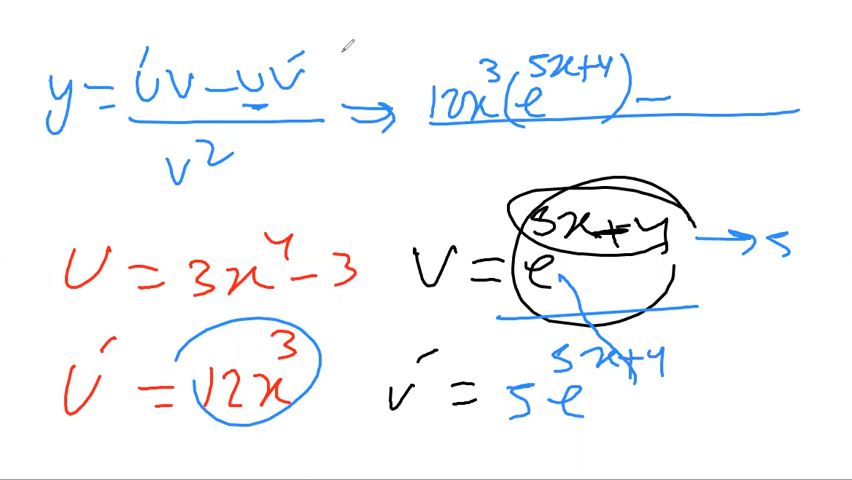 y = (U′V − UV′) / V² → 12x³(e^(5x+4)) −
U = 3x⁴ − 3
V = e^(5x+4) → 5
U′ = 12x³
V′ = 5e^(5x+4)